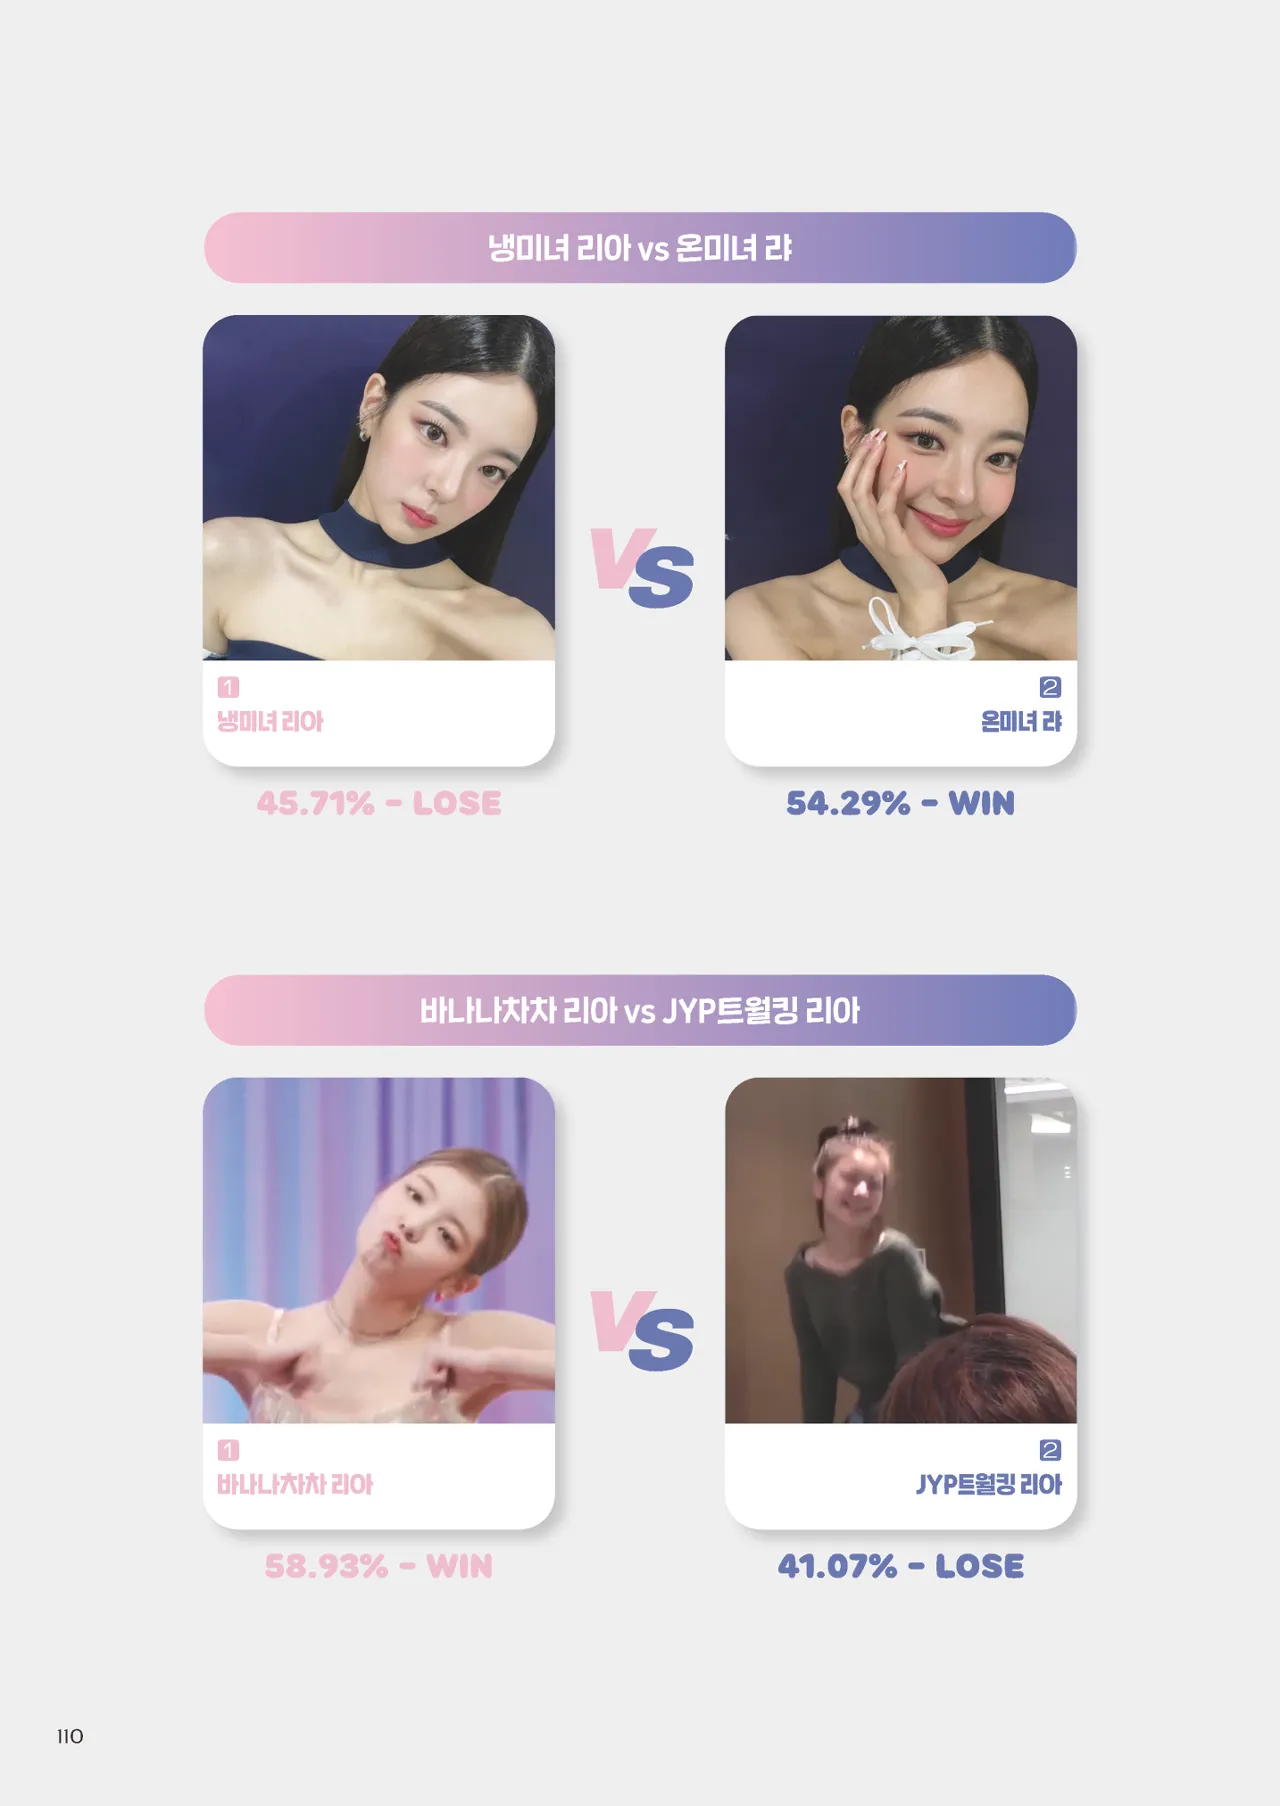 냉미녀 리아 vs 온미녀 랴
VS
1
냉미녀 리아
2
온미녀 랴
45.71% - LOSE
54.29% - WIN
바나나차차 리아 vs JYP트월킹 리아
VS
1
바나나차차 리아
2
JYP트월킹 리아
58.93% - WIN
41.07% - LOSE
110